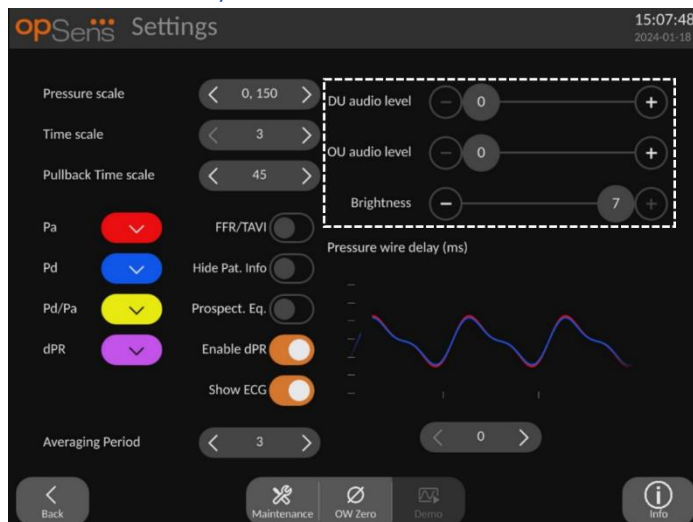 opSens Settings
15:07:48
2024-01-18
Pressure scale
0, 150
DU audio level
0
Time scale
3
OU audio level
0
Pullback Time scale
45
Brightness
7
Pa
FFR/TAVI
Pressure wire delay (ms)
Pd
Hide Pat. Info
Pd/Pa
Prospect. Eq.
dPR
Enable dPR
Show ECG
Averaging Period
3
0
Back
Maintenance
OW Zero
Demo
Info